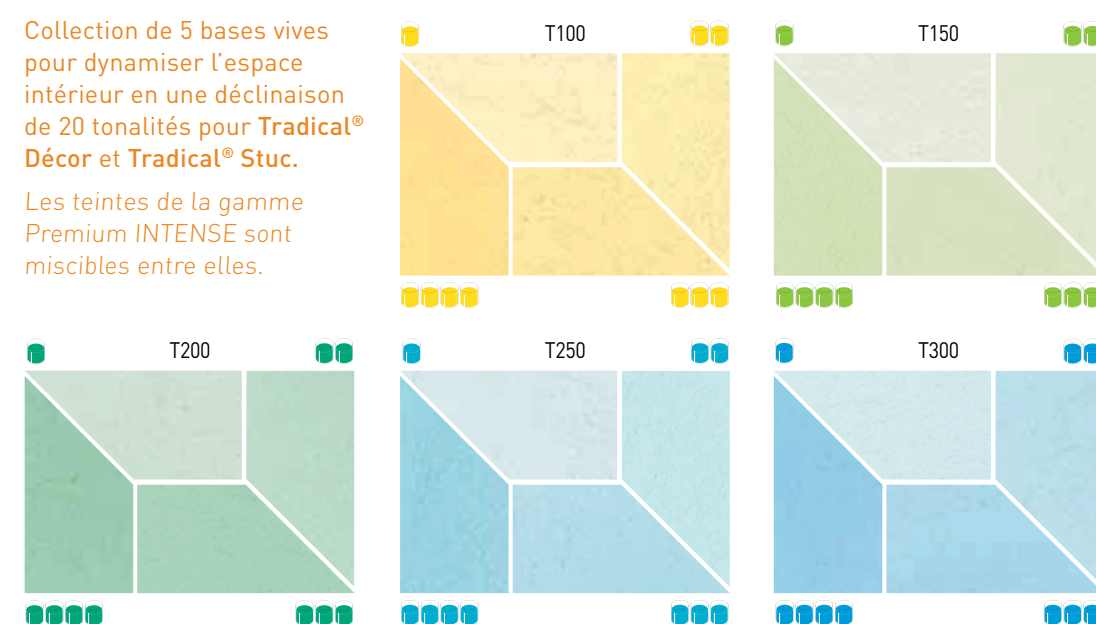 Collection de 5 bases vives
pour dynamiser l’espace
intérieur en une déclinaison
de 20 tonalités pour Tradical®
Décor et Tradical® Stuc.
Les teintes de la gamme
Premium INTENSE sont
miscibles entre elles.
T100
T150
T200
T250
T300